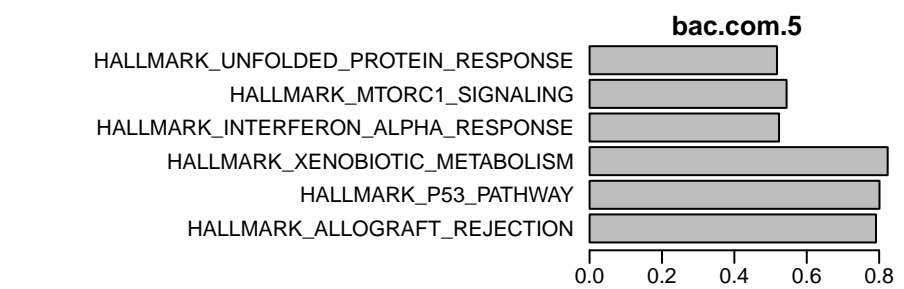 bac.com.5
HALLMARK_UNFOLDED_PROTEIN_RESPONSE
HALLMARK_MTORC1_SIGNALING
HALLMARK_INTERFERON_ALPHA_RESPONSE
HALLMARK_XENOBIOTIC_METABOLISM
HALLMARK_P53_PATHWAY
HALLMARK_ALLOGRAFT_REJECTION
0.0 0.2 0.4 0.6 0.8